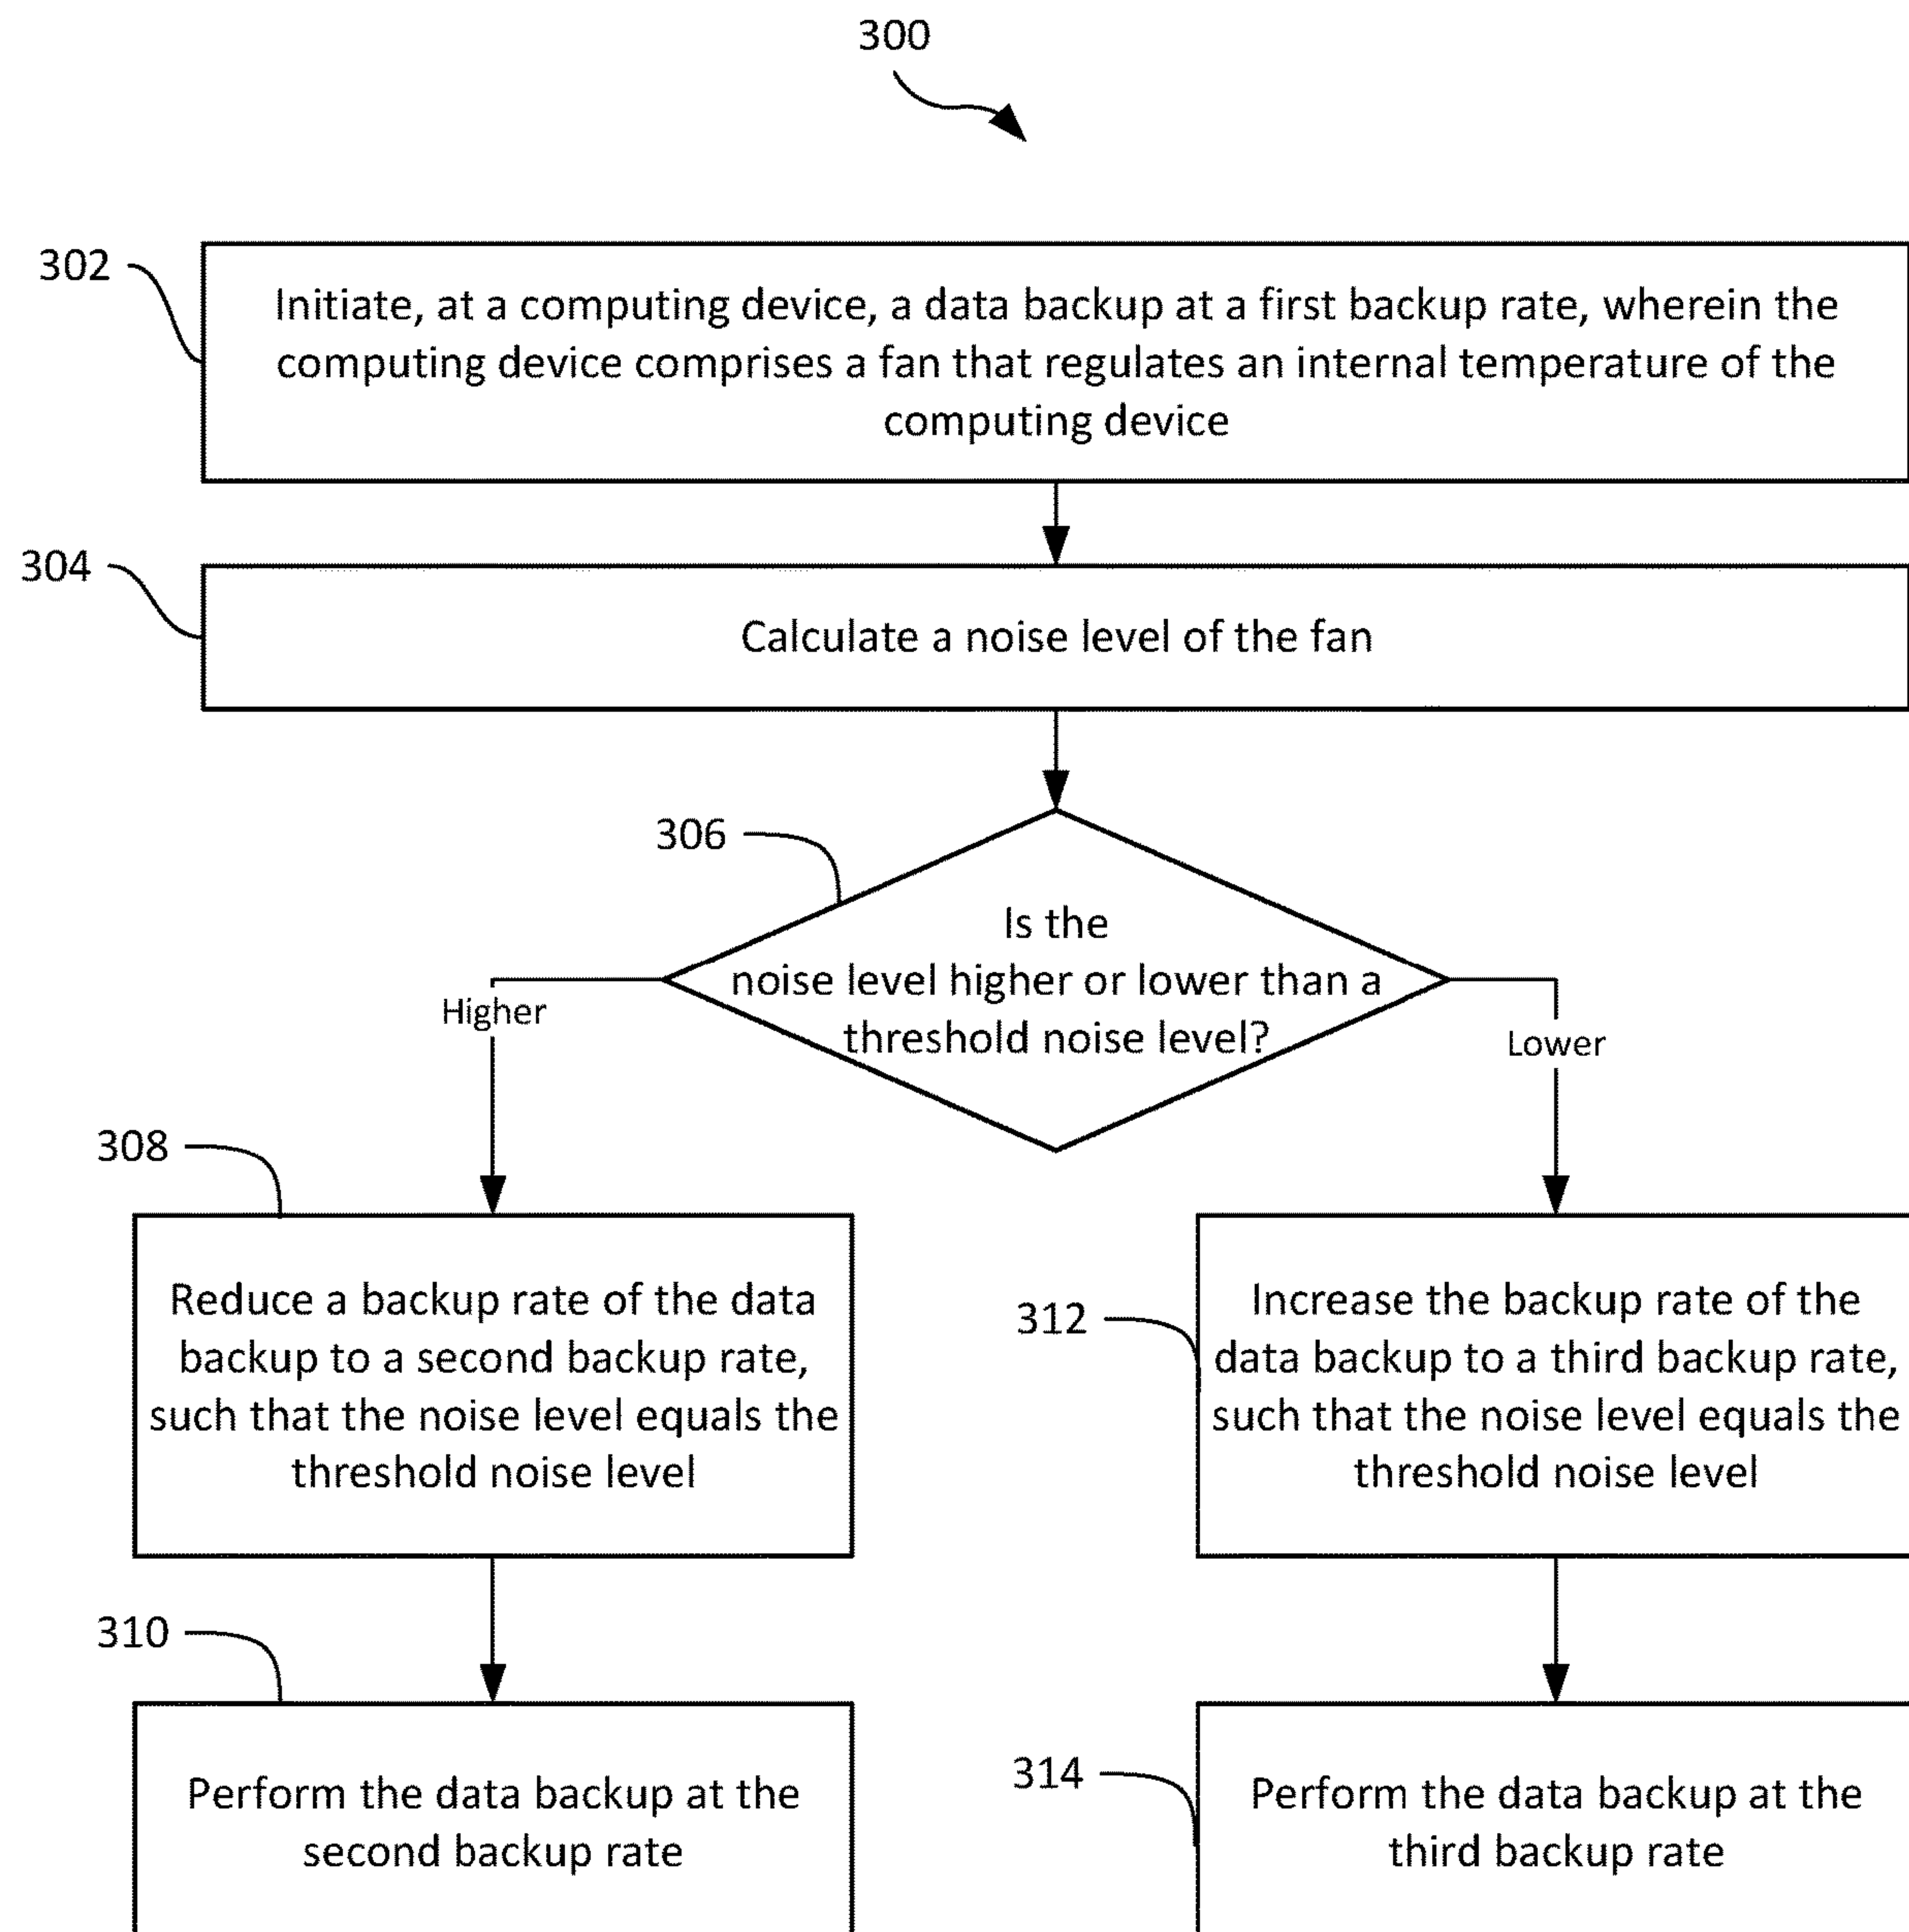 300
302
Initiate, at a computing device, a data backup at a first backup rate, wherein the
computing device comprises a fan that regulates an internal temperature of the
computing device
304
Calculate a noise level of the fan
306
Is the
noise level higher or lower than a
threshold noise level?
Higher
Lower
308
Reduce a backup rate of the data
backup to a second backup rate,
such that the noise level equals the
threshold noise level
312
Increase the backup rate of the
data backup to a third backup rate,
such that the noise level equals the
threshold noise level
310
Perform the data backup at the
second backup rate
314
Perform the data backup at the
third backup rate